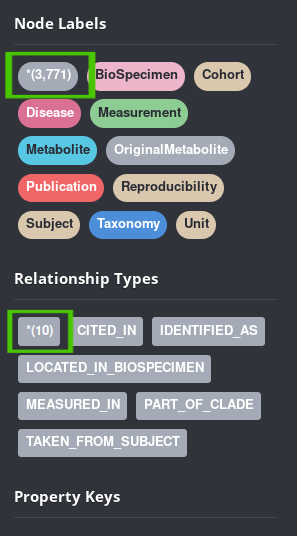 Node Labels
*(3,771) BioSpecimen Cohort
Disease Measurement
Metabolite OriginalMetabolite
Publication Reproducibility
Subject Taxonomy Unit
Relationship Types
*(10) CITED_IN IDENTIFIED_AS
LOCATED_IN_BIOSPECIMEN
MEASURED_IN PART_OF_CLADE
TAKEN_FROM_SUBJECT
Property Keys